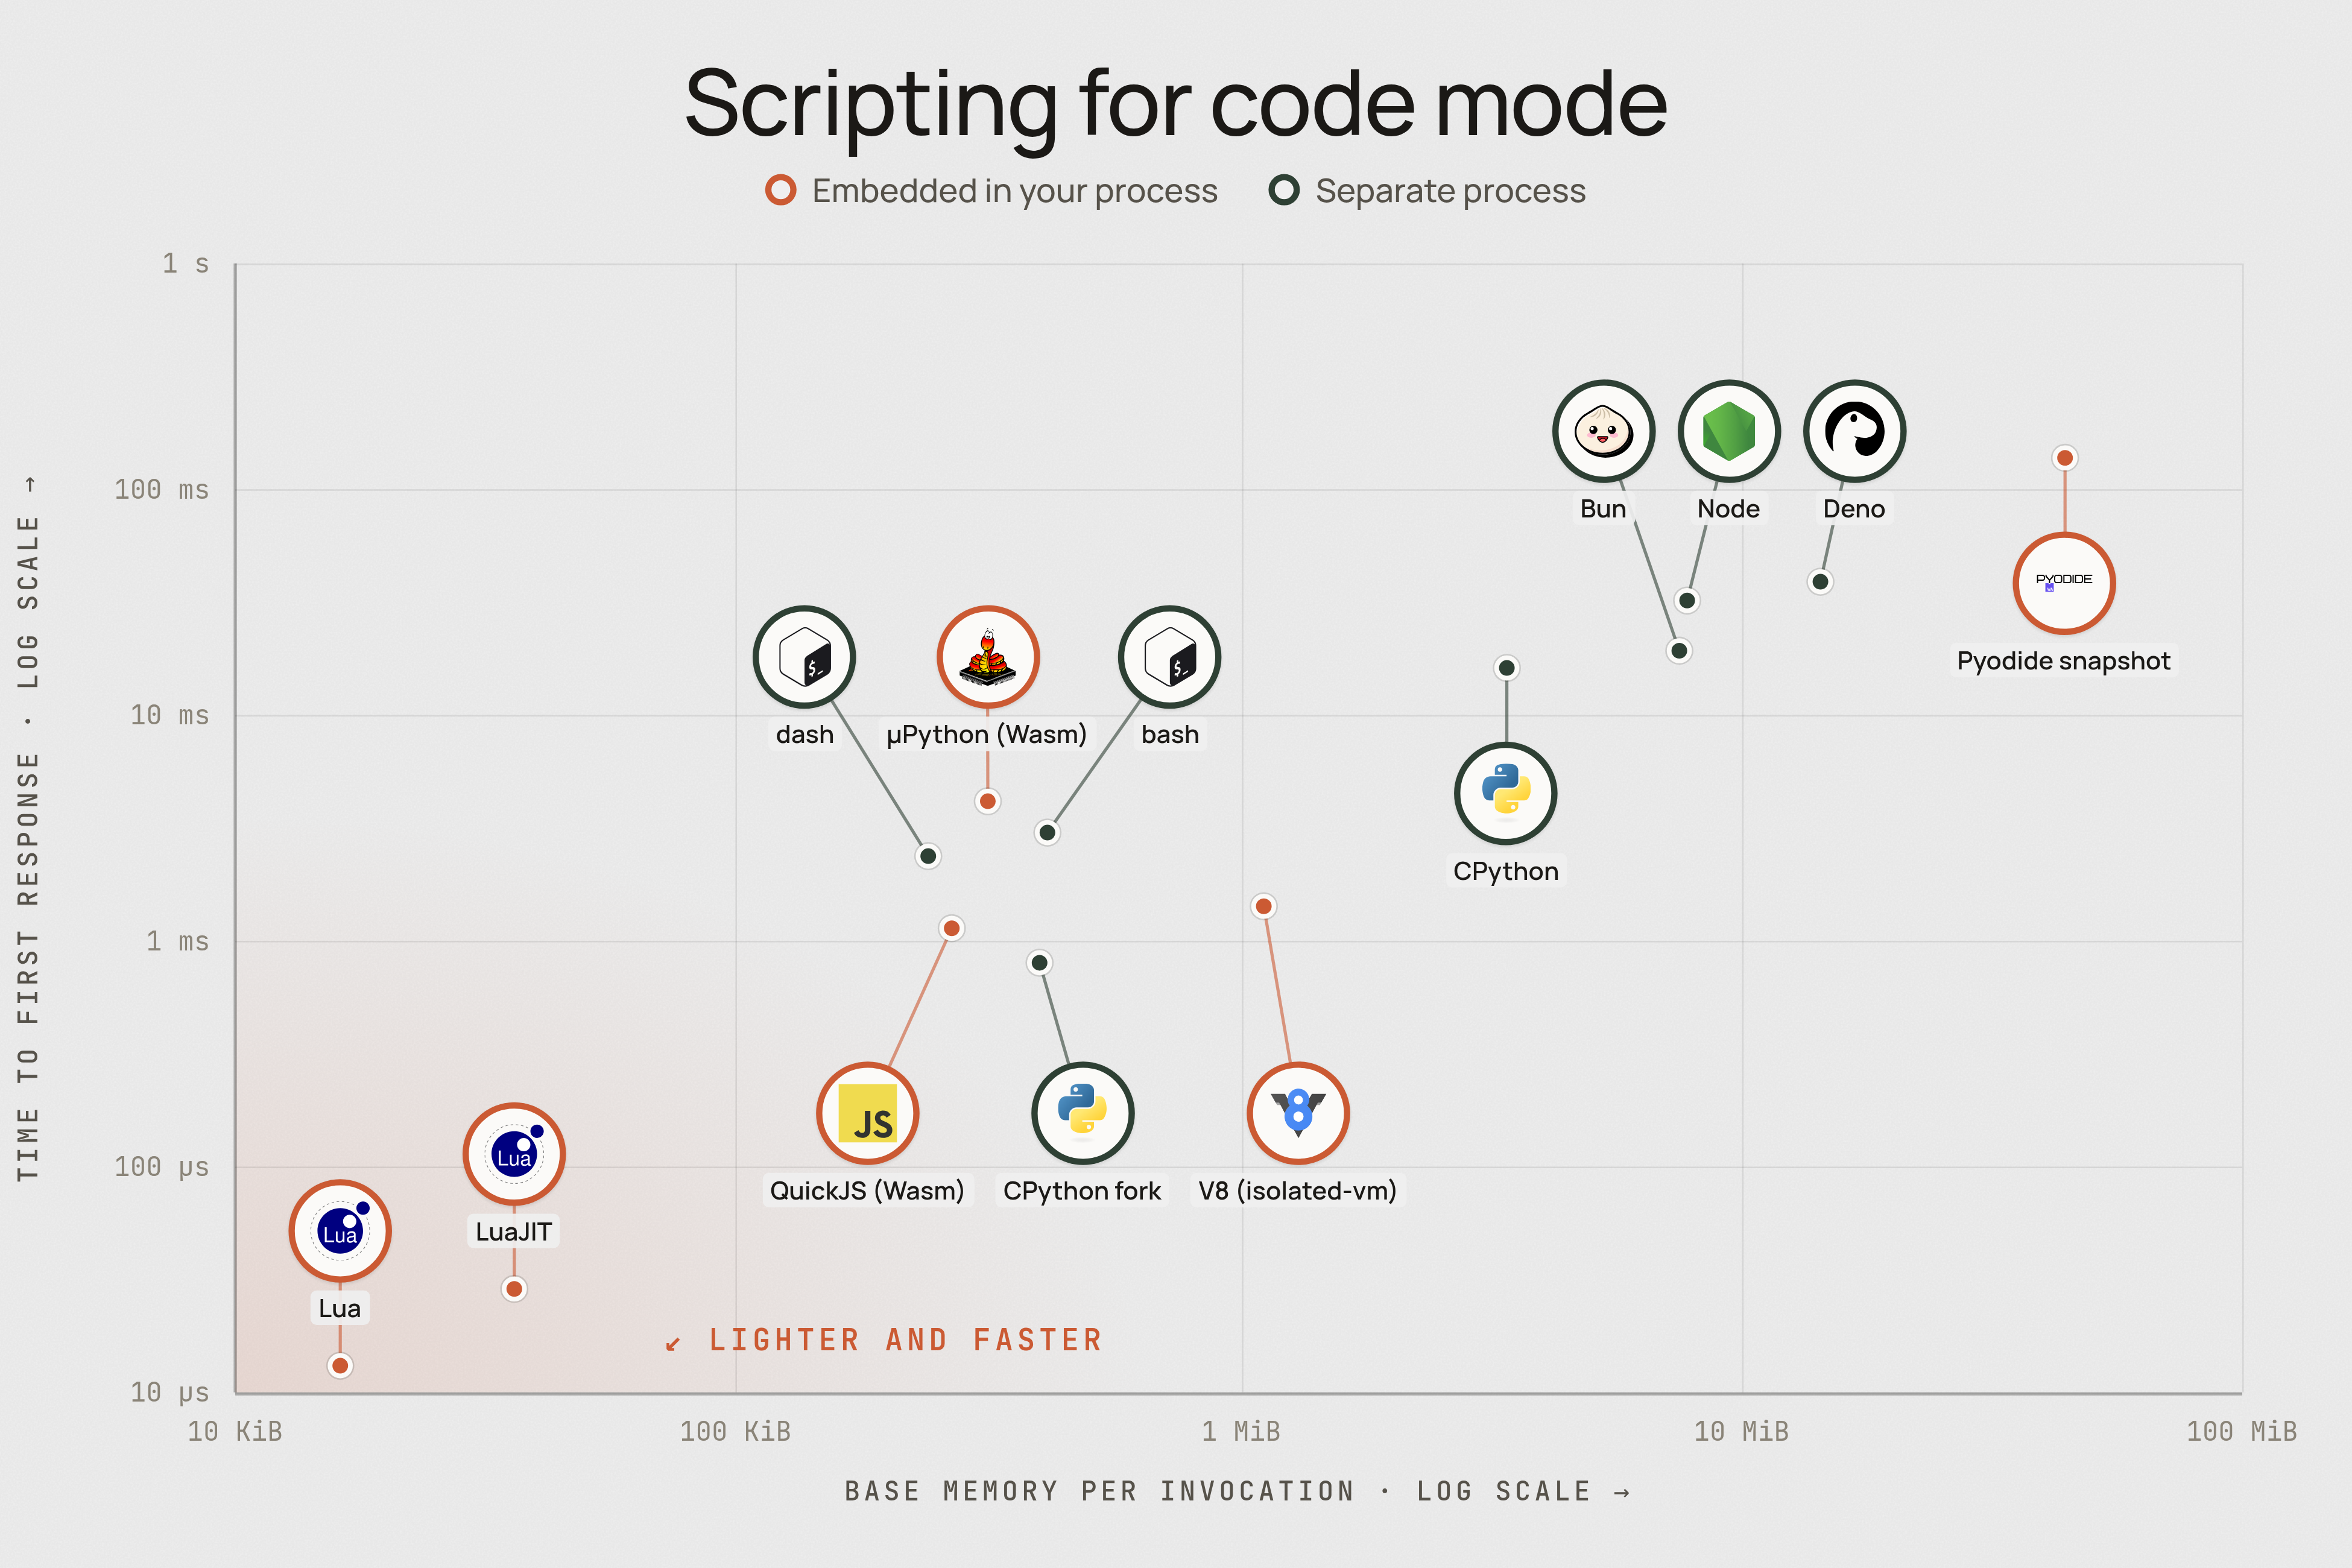 Scripting for code mode
Embedded in your process
Separate process
TIME TO FIRST RESPONSE · LOG SCALE →
1 s
100 ms
10 ms
1 ms
100 µs
10 µs
Bun
Node
Deno
PYODIDE
Pyodide snapshot
$_
dash
µPython (Wasm)
$_
bash
CPython
JS
QuickJS (Wasm)
CPython fork
8
V8 (isolated-vm)
Lua
LuaJIT
Lua
Lua
↙ LIGHTER AND FASTER
10 KiB
100 KiB
1 MiB
10 MiB
100 MiB
BASE MEMORY PER INVOCATION · LOG SCALE →